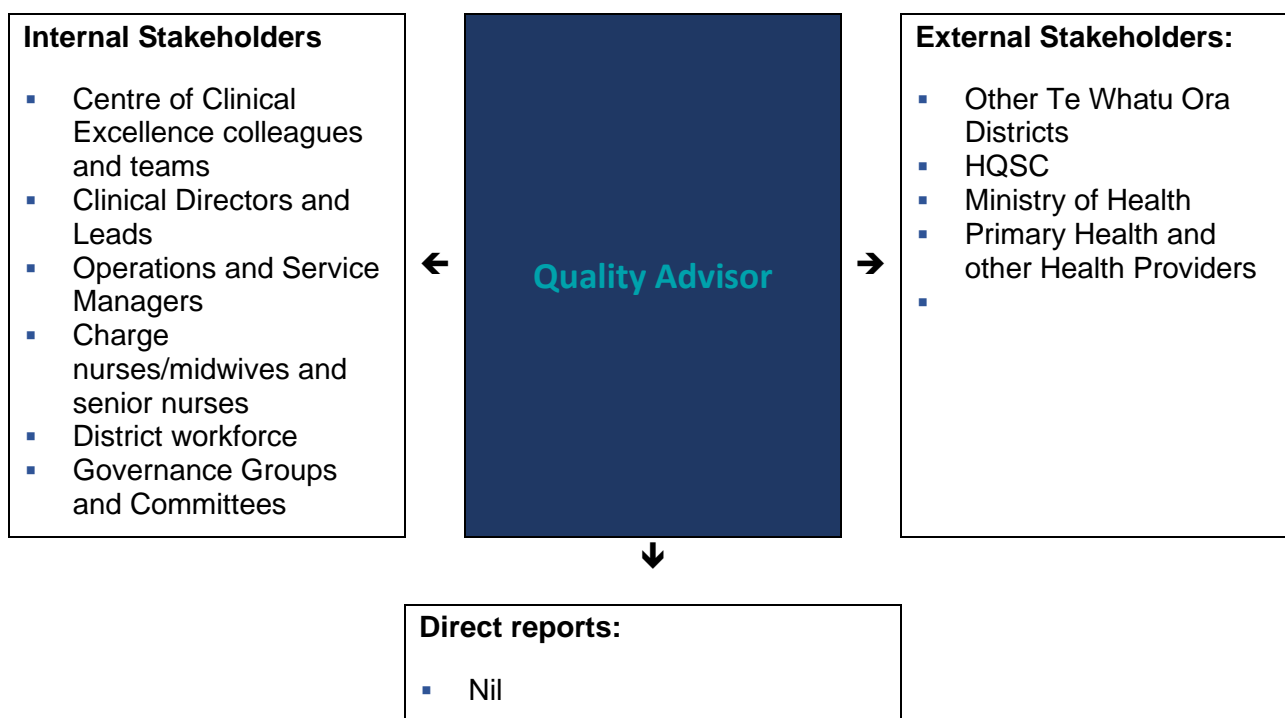 Internal Stakeholders
▪ Centre of Clinical
Excellence colleagues
and teams
▪ Clinical Directors and
Leads
▪ Operations and Service
Managers
▪ Charge
nurses/midwives and
senior nurses
▪ District workforce
▪ Governance Groups
and Committees
Quality Advisor
External Stakeholders:
▪ Other Te Whatu Ora
Districts
▪ HQSC
▪ Ministry of Health
▪ Primary Health and
other Health Providers
▪
Direct reports:
▪ Nil